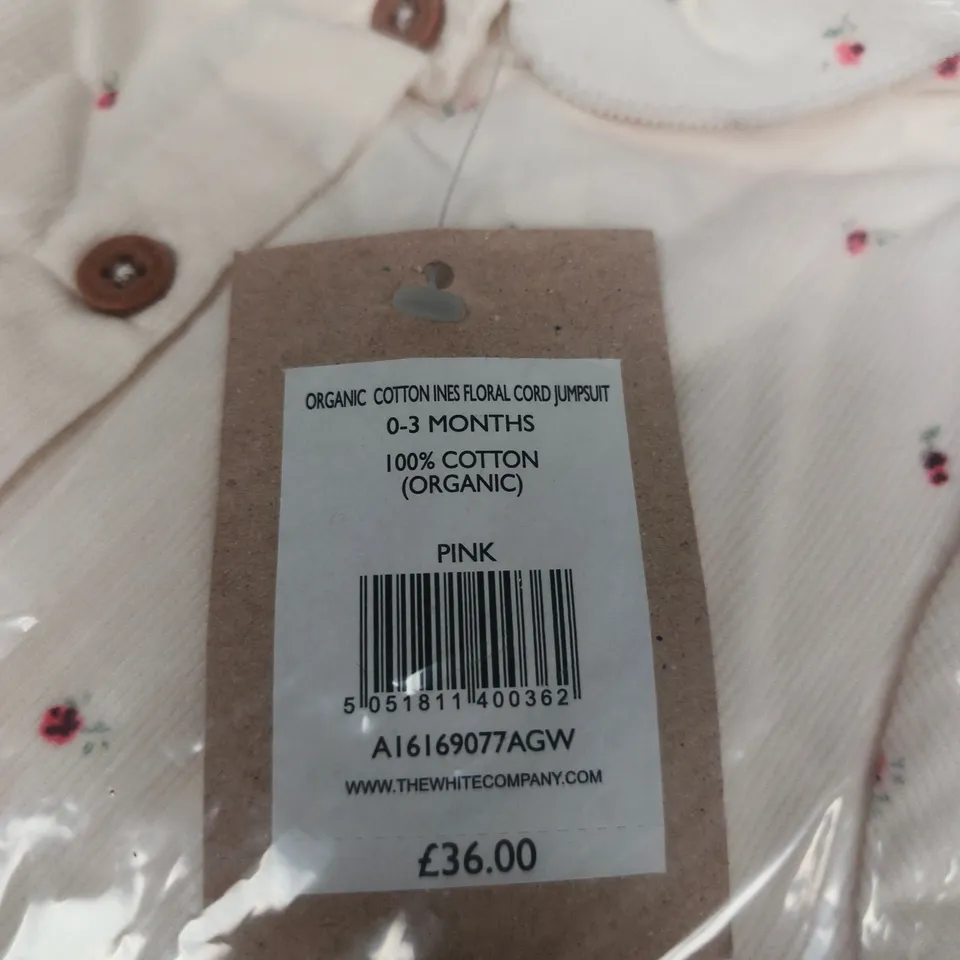 ORGANIC COTTON INES FLORAL CORD JUMPSUIT
0-3 MONTHS
100% COTTON
(ORGANIC)
PINK
5 051811 400362
A16169077AGW
WWW.THEWHITECOMPANY.COM
£36.00